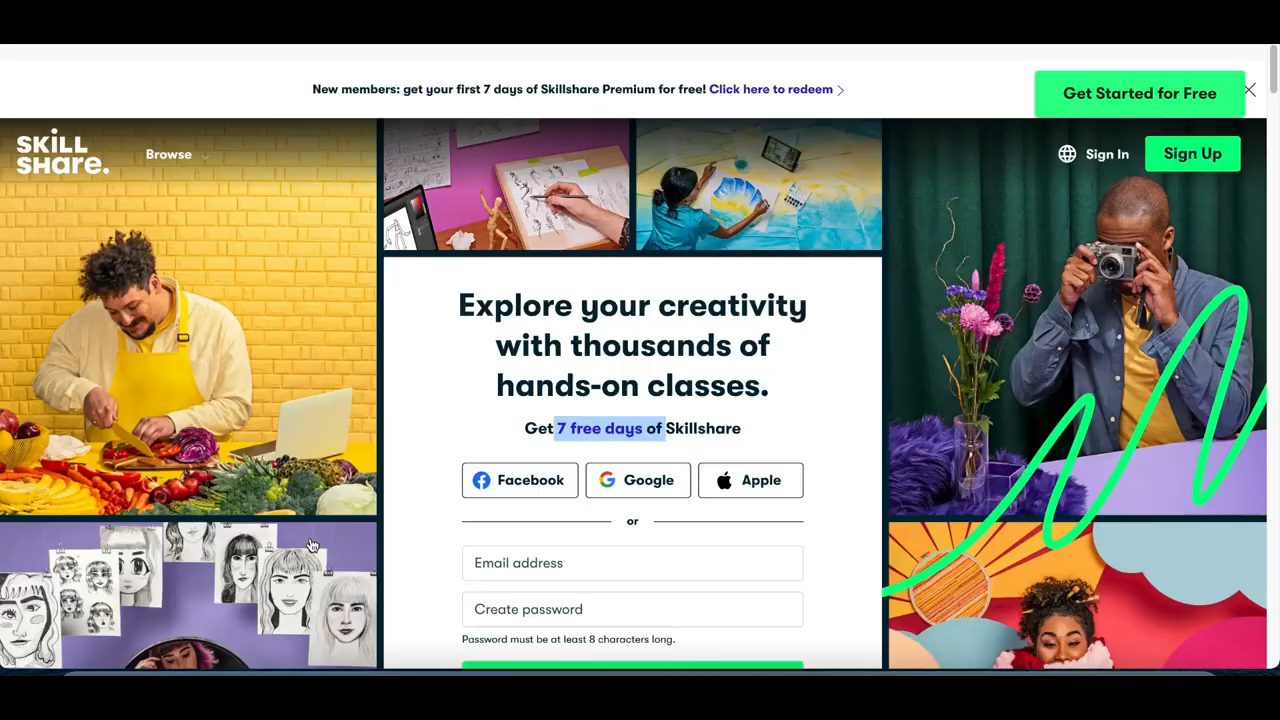 New members: get your first 7 days of Skillshare Premium for free! Click here to redeem
Get Started for Free
SKILL
SHARE.
Browse
Sign In
Sign Up
Explore your creativity
with thousands of
hands-on classes.
Get 7 free days of Skillshare
Facebook
Google
Apple
or
Email address
Create password
Password must be at least 8 characters long.